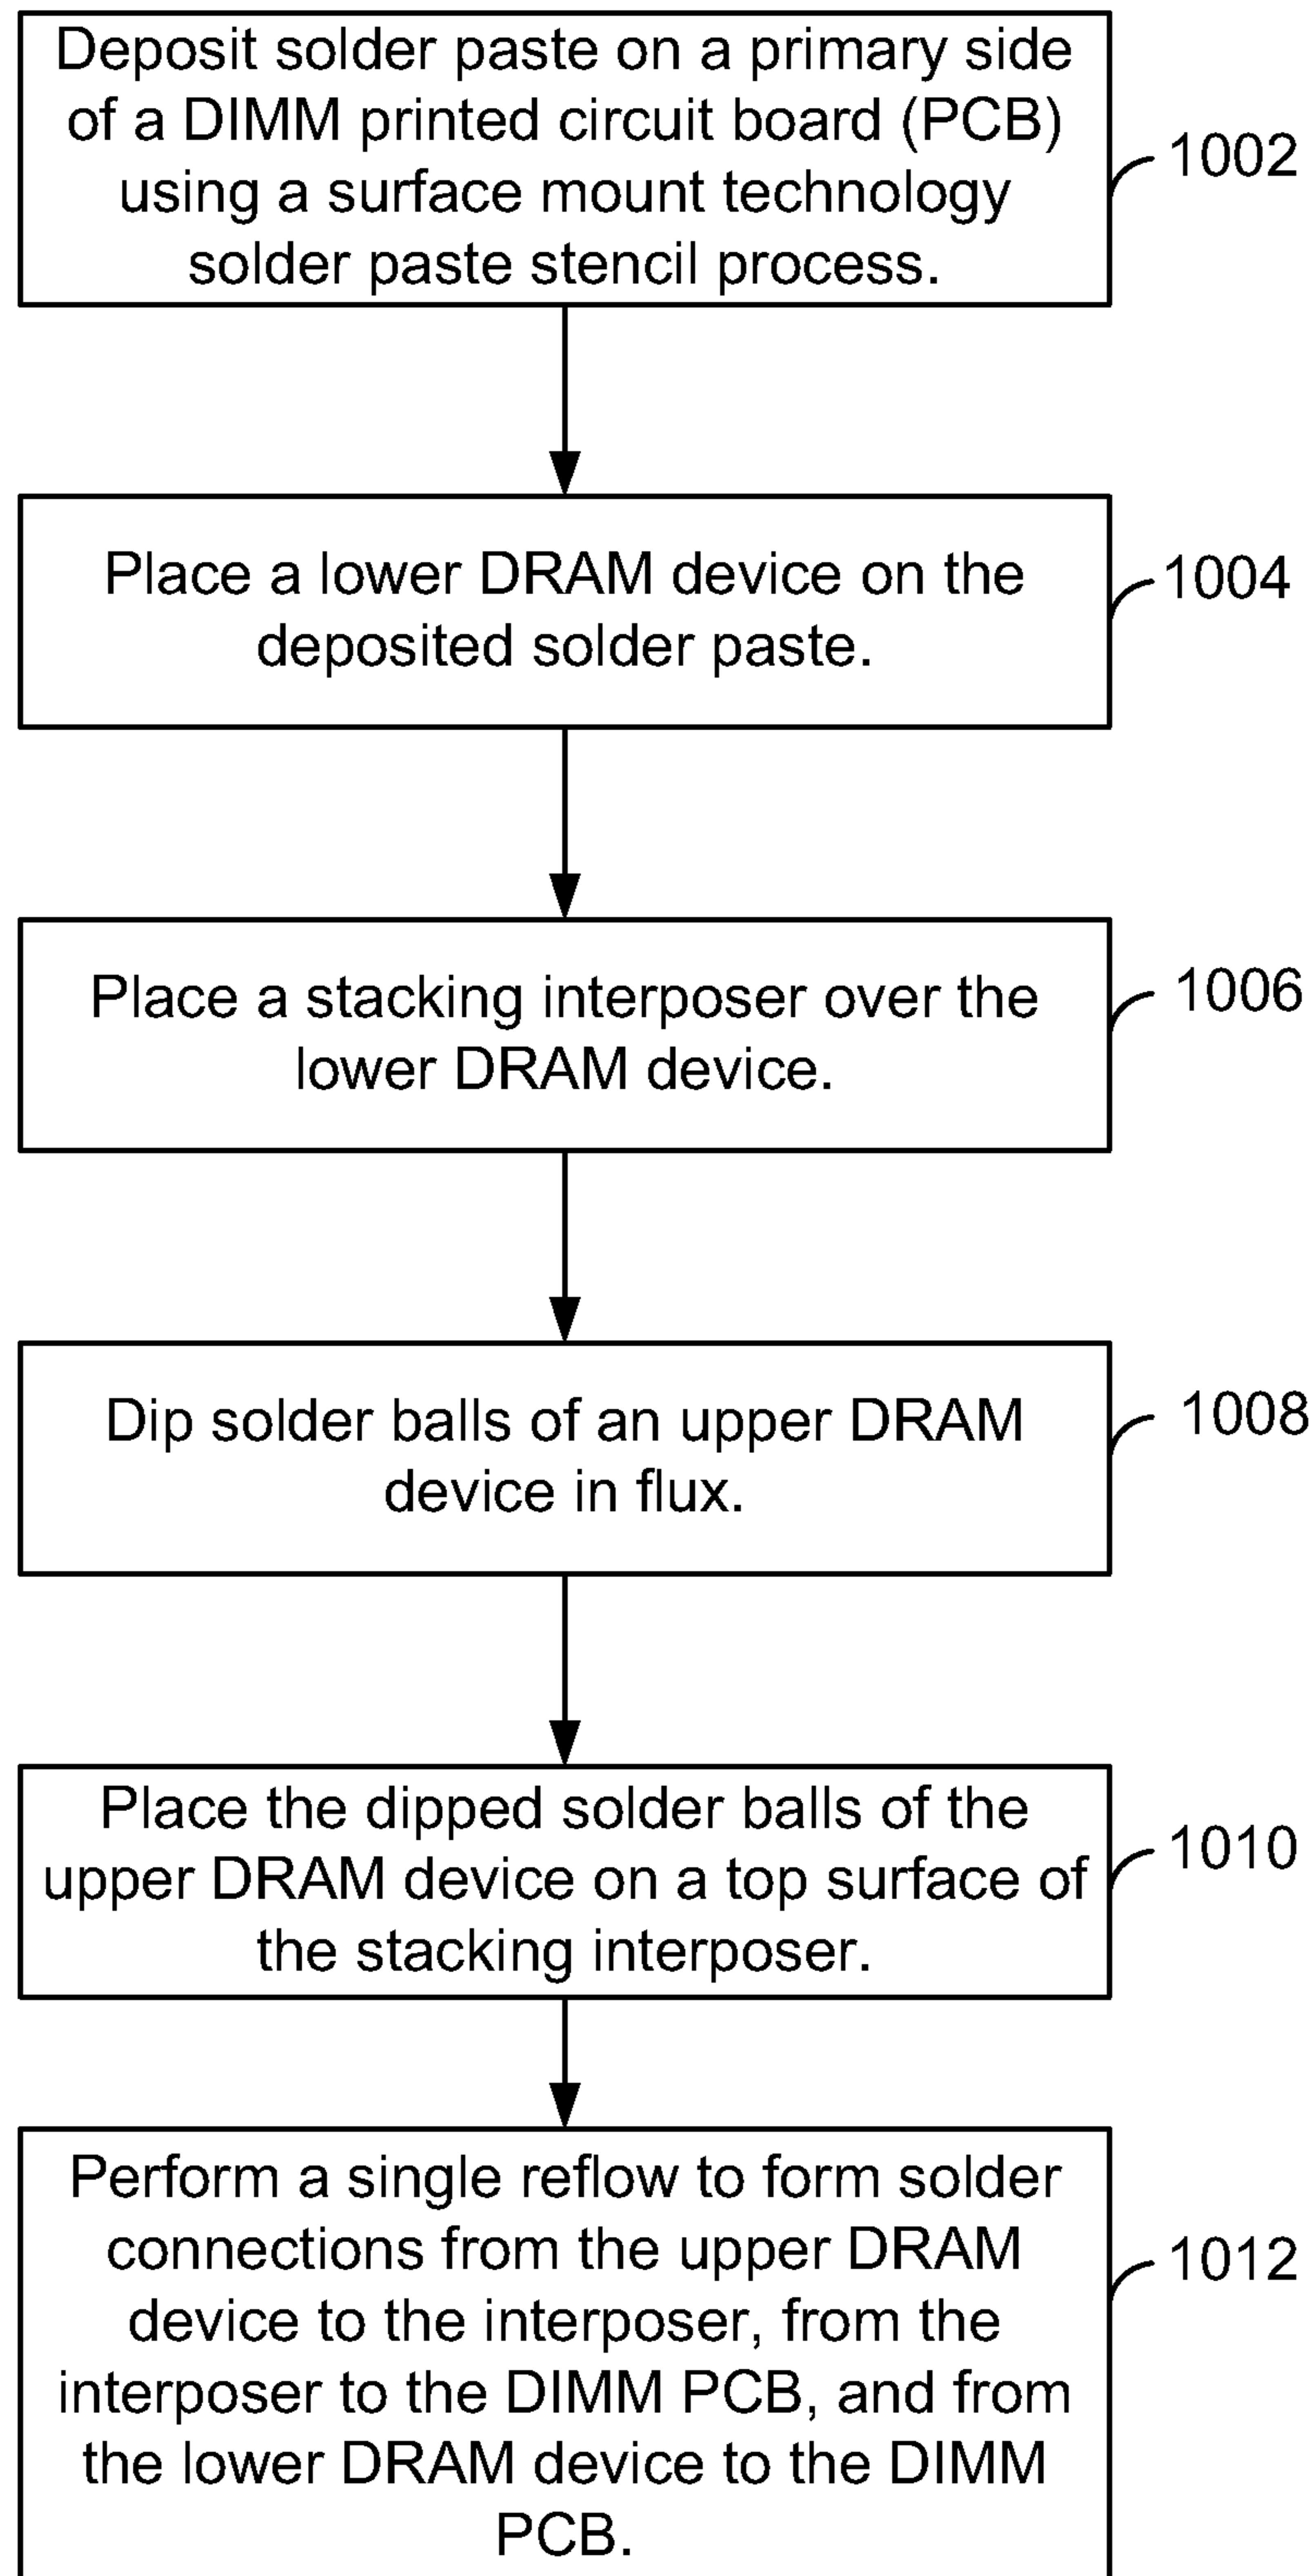 Deposit solder paste on a primary side
of a DIMM printed circuit board (PCB)
using a surface mount technology
solder paste stencil process.
1002
Place a lower DRAM device on the
deposited solder paste.
1004
Place a stacking interposer over the
lower DRAM device.
1006
Dip solder balls of an upper DRAM
device in flux.
1008
Place the dipped solder balls of the
upper DRAM device on a top surface of
the stacking interposer.
1010
Perform a single reflow to form solder
connections from the upper DRAM
device to the interposer, from the
interposer to the DIMM PCB, and from
the lower DRAM device to the DIMM
PCB.
1012